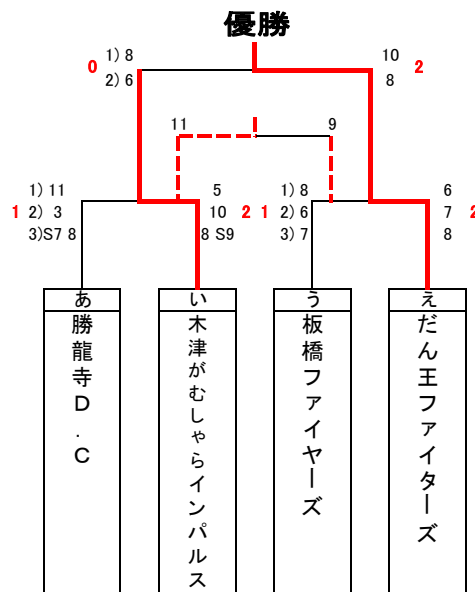 優勝
0 1) 8 10 2
2) 6 8
11 9
1) 11 5 1) 8 6
1 2) 3 10 2 1 2) 6 7 2
3)S7 8 8 S9 3) 7 8
あ い う え
勝龍寺D.C
木津がむしゃらインパルス
板橋ファイヤーズ
だん王ファイターズ